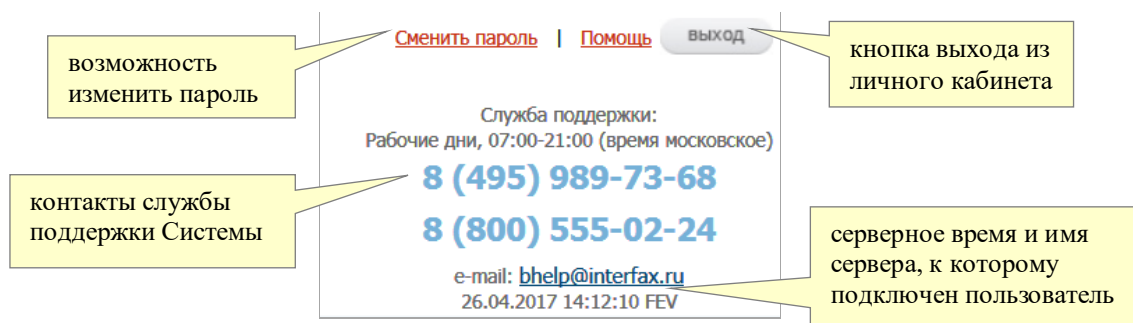 Сменить пароль | Помощь выход
возможность
изменить пароль
кнопка выхода из
личного кабинета
Служба поддержки:
Рабочие дни, 07:00-21:00 (время московское)
8 (495) 989-73-68
8 (800) 555-02-24
контакты службы
поддержки Системы
e-mail: bhelp@interfax.ru
26.04.2017 14:12:10 FEV
серверное время и имя
сервера, к которому
подключен пользователь